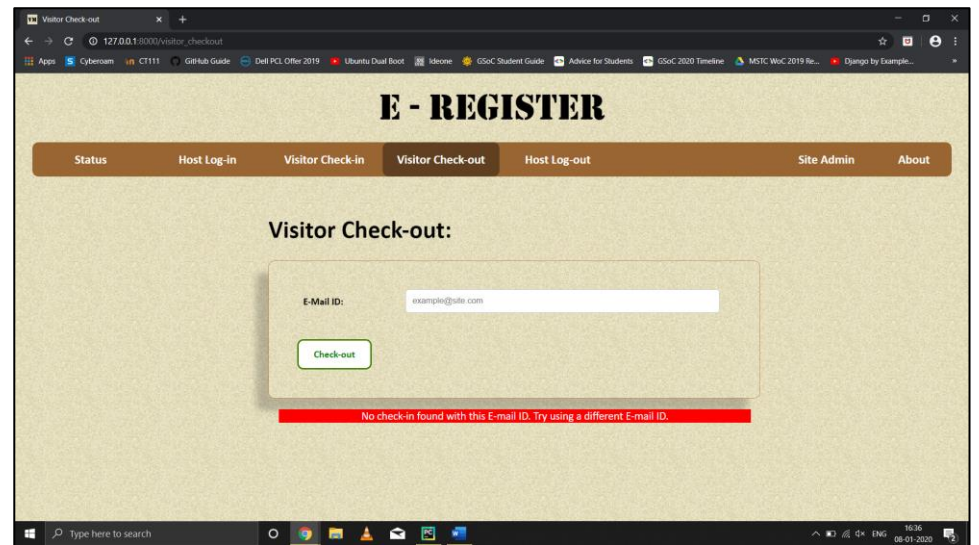 Visitor Check-out
127.0.0.1:8000/visitor_checkout
Apps Cyberoam CT111 GitHub Guide Dell PCL Offer 2019 Ubuntu Dual Boot Ideone GSoC Student Guide Advice for Students GSoC 2020 Timeline MSTC WoC 2019 Re... Django by Example...
E - REGISTER
Status Host Log-in Visitor Check-in Visitor Check-out Host Log-out Site Admin About
Visitor Check-out:
E-Mail ID: example@site.com
Check-out
No check-in found with this E-mail ID. Try using a different E-mail ID.
Type here to search ENG 16:36
08-01-2020